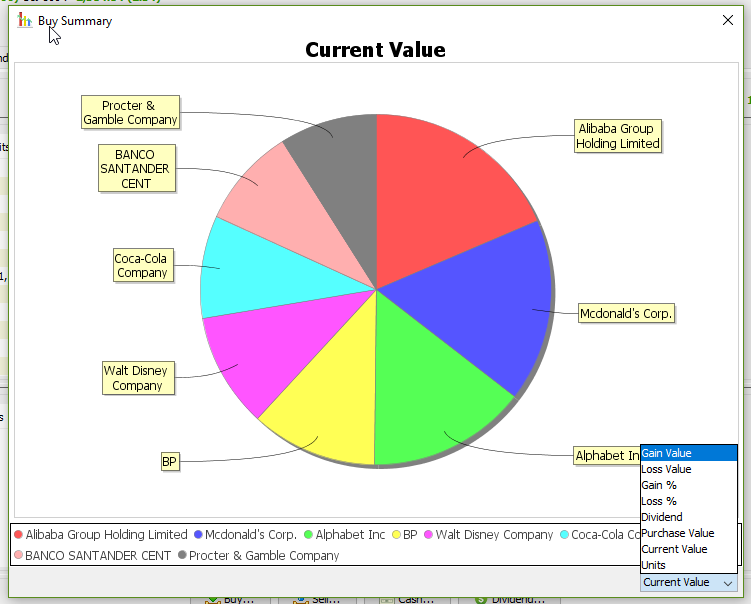 Buy Summary
Current Value
Procter &
Gamble Company
Alibaba Group
Holding Limited
BANCO
SANTANDER
CENT
Coca-Cola
Company
Mcdonald's Corp.
Walt Disney
Company
BP
Alphabet In
Gain Value
Loss Value
Gain %
Loss %
Dividend
Purchase Value
Current Value
Units
Alibaba Group Holding Limited Mcdonald's Corp. Alphabet Inc BP Walt Disney Company Coca-Cola Co
BANCO SANTANDER CENT Procter & Gamble Company
Current Value
Buy... Sell... Cash... Dividend...